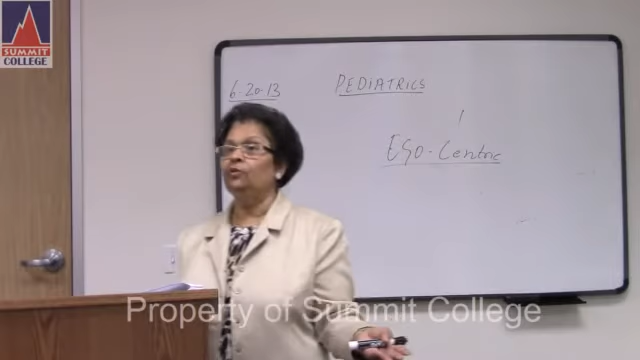 SUMMIT
COLLEGE
6-20-13
PEDIATRICS
EGO-Centric
Property of Summit College